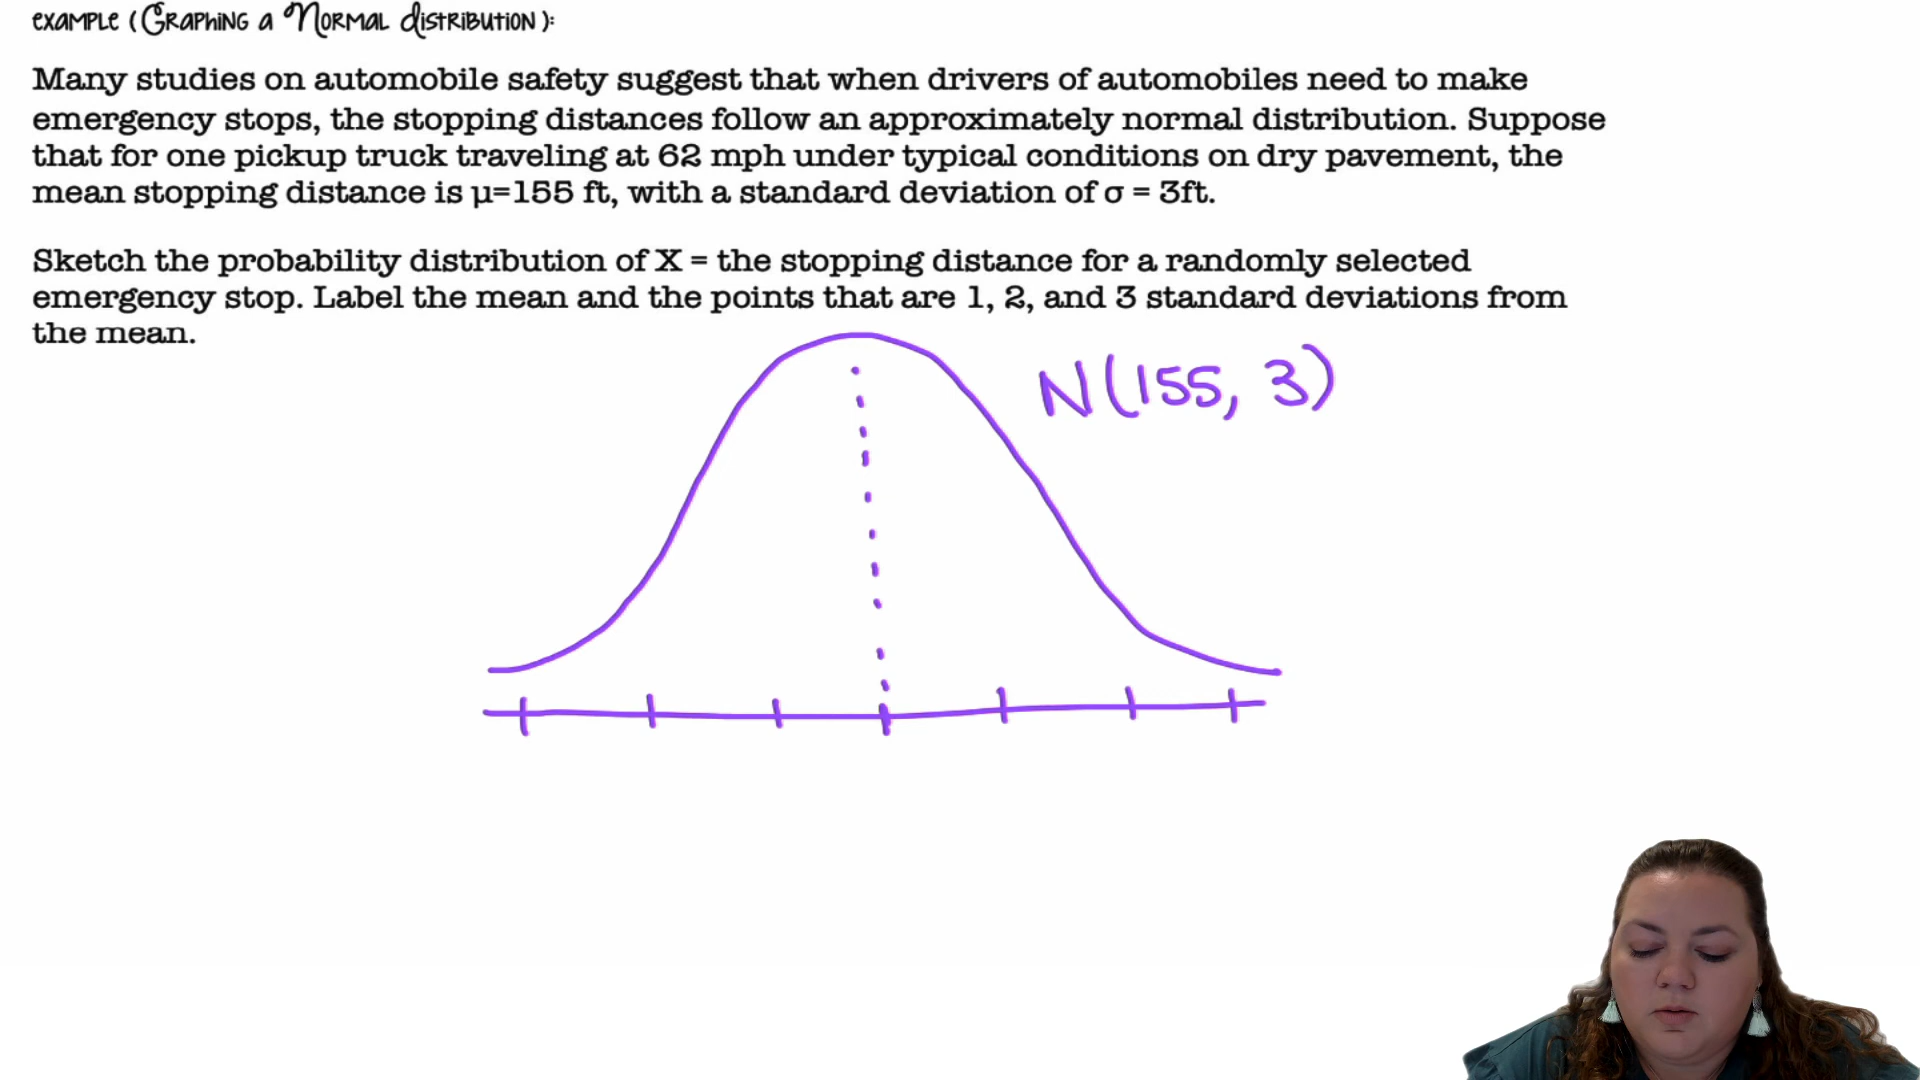 Example (Graphing a Normal Distribution):
Many studies on automobile safety suggest that when drivers of automobiles need to make
emergency stops, the stopping distances follow an approximately normal distribution. Suppose
that for one pickup truck traveling at 62 mph under typical conditions on dry pavement, the
mean stopping distance is μ=155 ft, with a standard deviation of σ = 3ft.
Sketch the probability distribution of X = the stopping distance for a randomly selected
emergency stop. Label the mean and the points that are 1, 2, and 3 standard deviations from
the mean.
N(155, 3)